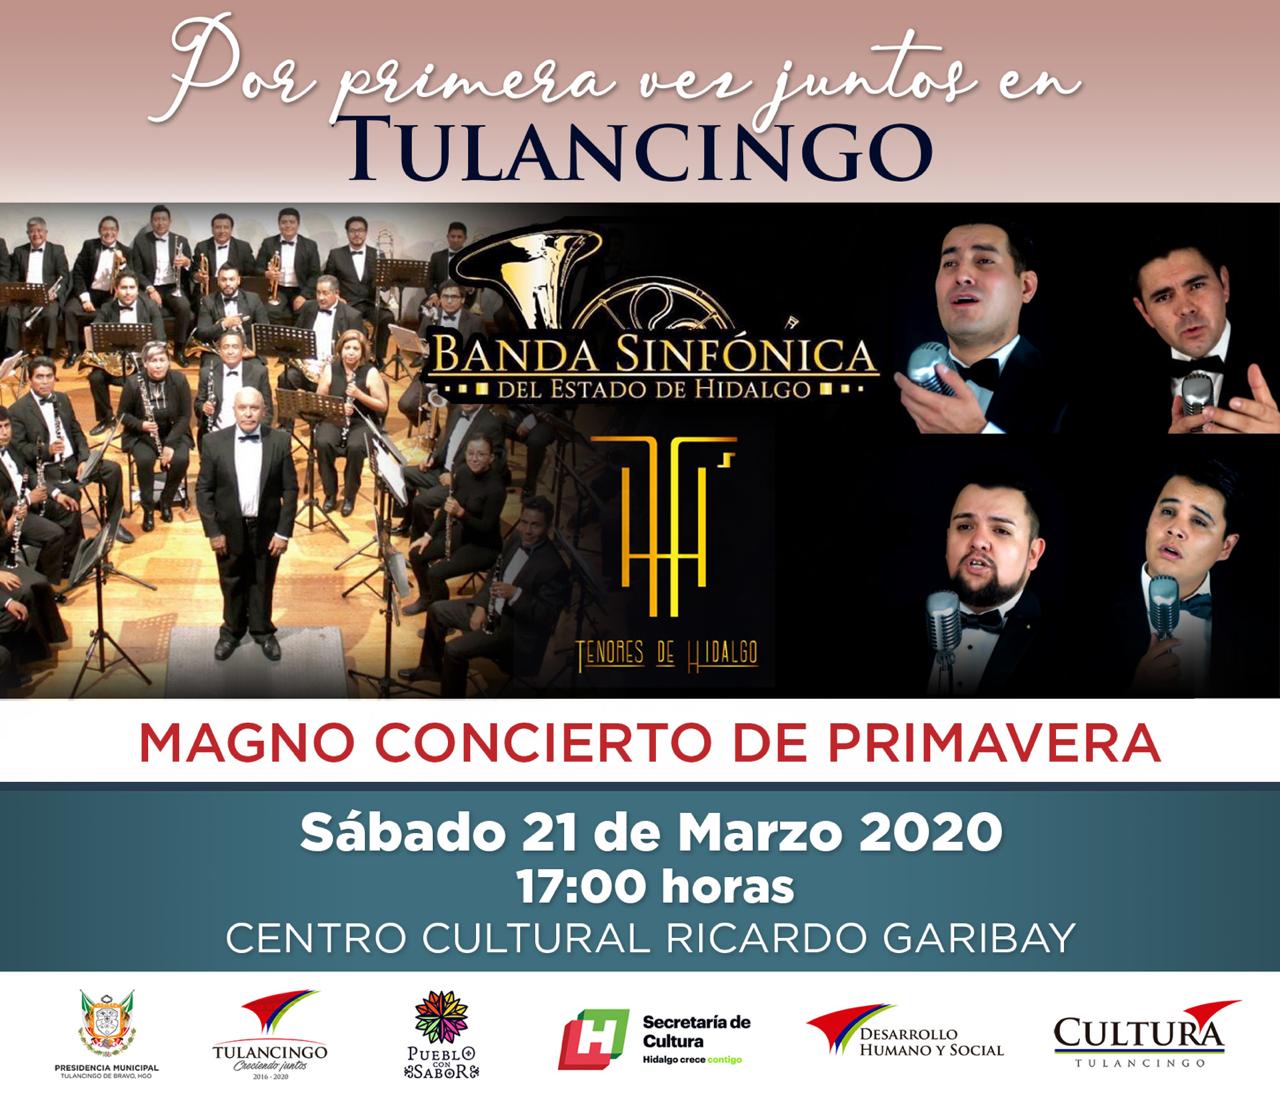 Por primera vez juntos en
TULANCINGO
BANDA SINFÓNICA
DEL ESTADO DE HIDALGO
TENORES DE HIDALGO
MAGNO CONCIERTO DE PRIMAVERA
Sábado 21 de Marzo 2020
17:00 horas
CENTRO CULTURAL RICARDO GARIBAY
PRESIDENCIA MUNICIPAL
TULANCINGO DE BRAVO, HGO
TULANCINGO
Creciendo juntos
2016 - 2020
PUEBLO
CON
SABOR
H
Secretaría de
Cultura
Hidalgo crece contigo
DESARROLLO
HUMANO Y SOCIAL
CULTURA
TULANCINGO